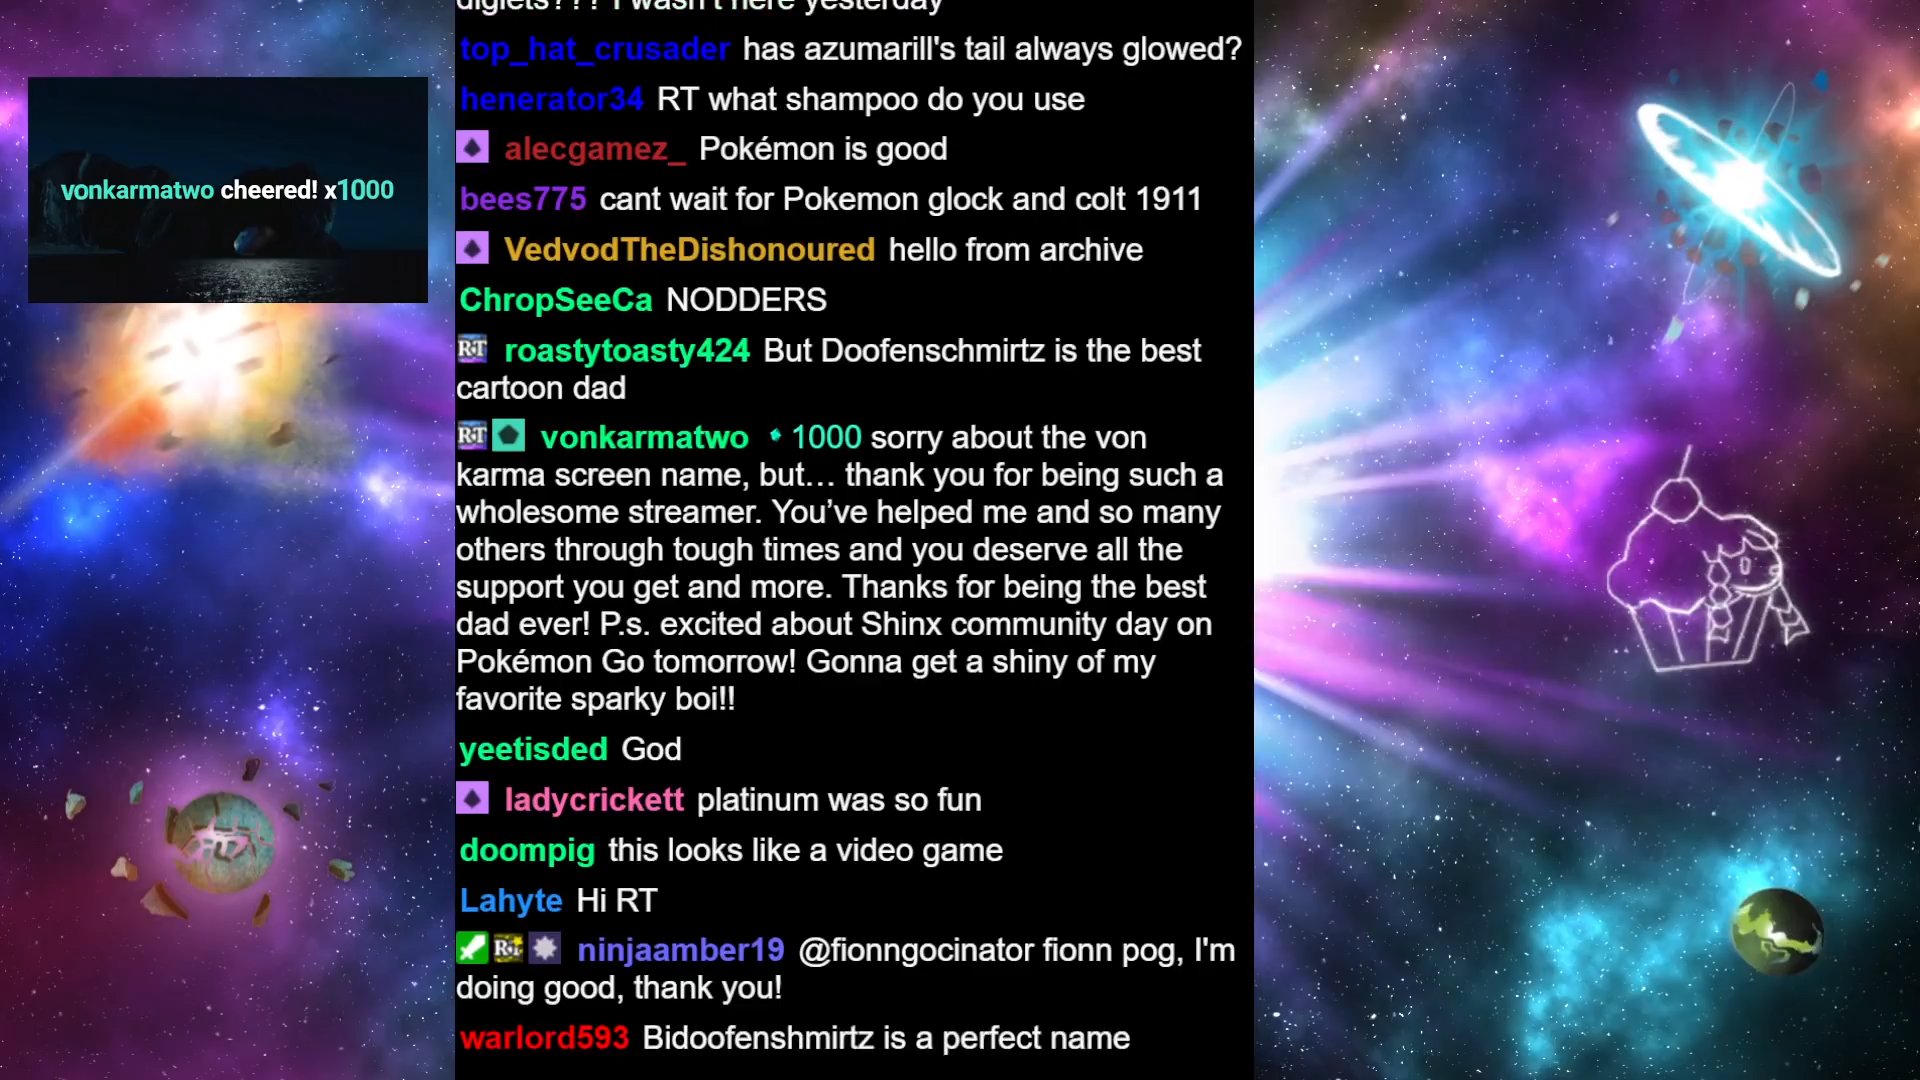 diglets??? I wasn't here yesterday
top_hat_crusader has azumarill's tail always glowed?
henerator34 RT what shampoo do you use
alecgamez_ Pokémon is good
bees775 cant wait for Pokemon glock and colt 1911
vonkarmatwo cheered! x1000
VedvodTheDishonoured hello from archive
ChropSeeCa NODDERS
RT roastytoasty424 But Doofenschmirtz is the best
cartoon dad
RT vonkarmatwo 1000 sorry about the von
karma screen name, but… thank you for being such a
wholesome streamer. You’ve helped me and so many
others through tough times and you deserve all the
support you get and more. Thanks for being the best
dad ever! P.s. excited about Shinx community day on
Pokémon Go tomorrow! Gonna get a shiny of my
favorite sparky boi!!
yeetisded God
ladycrickett platinum was so fun
doompig this looks like a video game
Lahyte Hi RT
RT ninjaamber19 @fionngocinator fionn pog, I'm
doing good, thank you!
warlord593 Bidoofenshmirtz is a perfect name